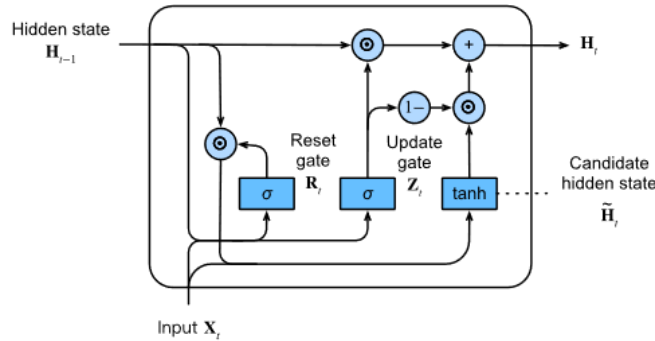 Hidden state
H_{t−1}
⊙
+
H_t
1−
⊙
⊙
Reset
gate
R_t
Update
gate
Z_t
σ
σ
tanh
Candidate
hidden state
H̃_t
Input X_t